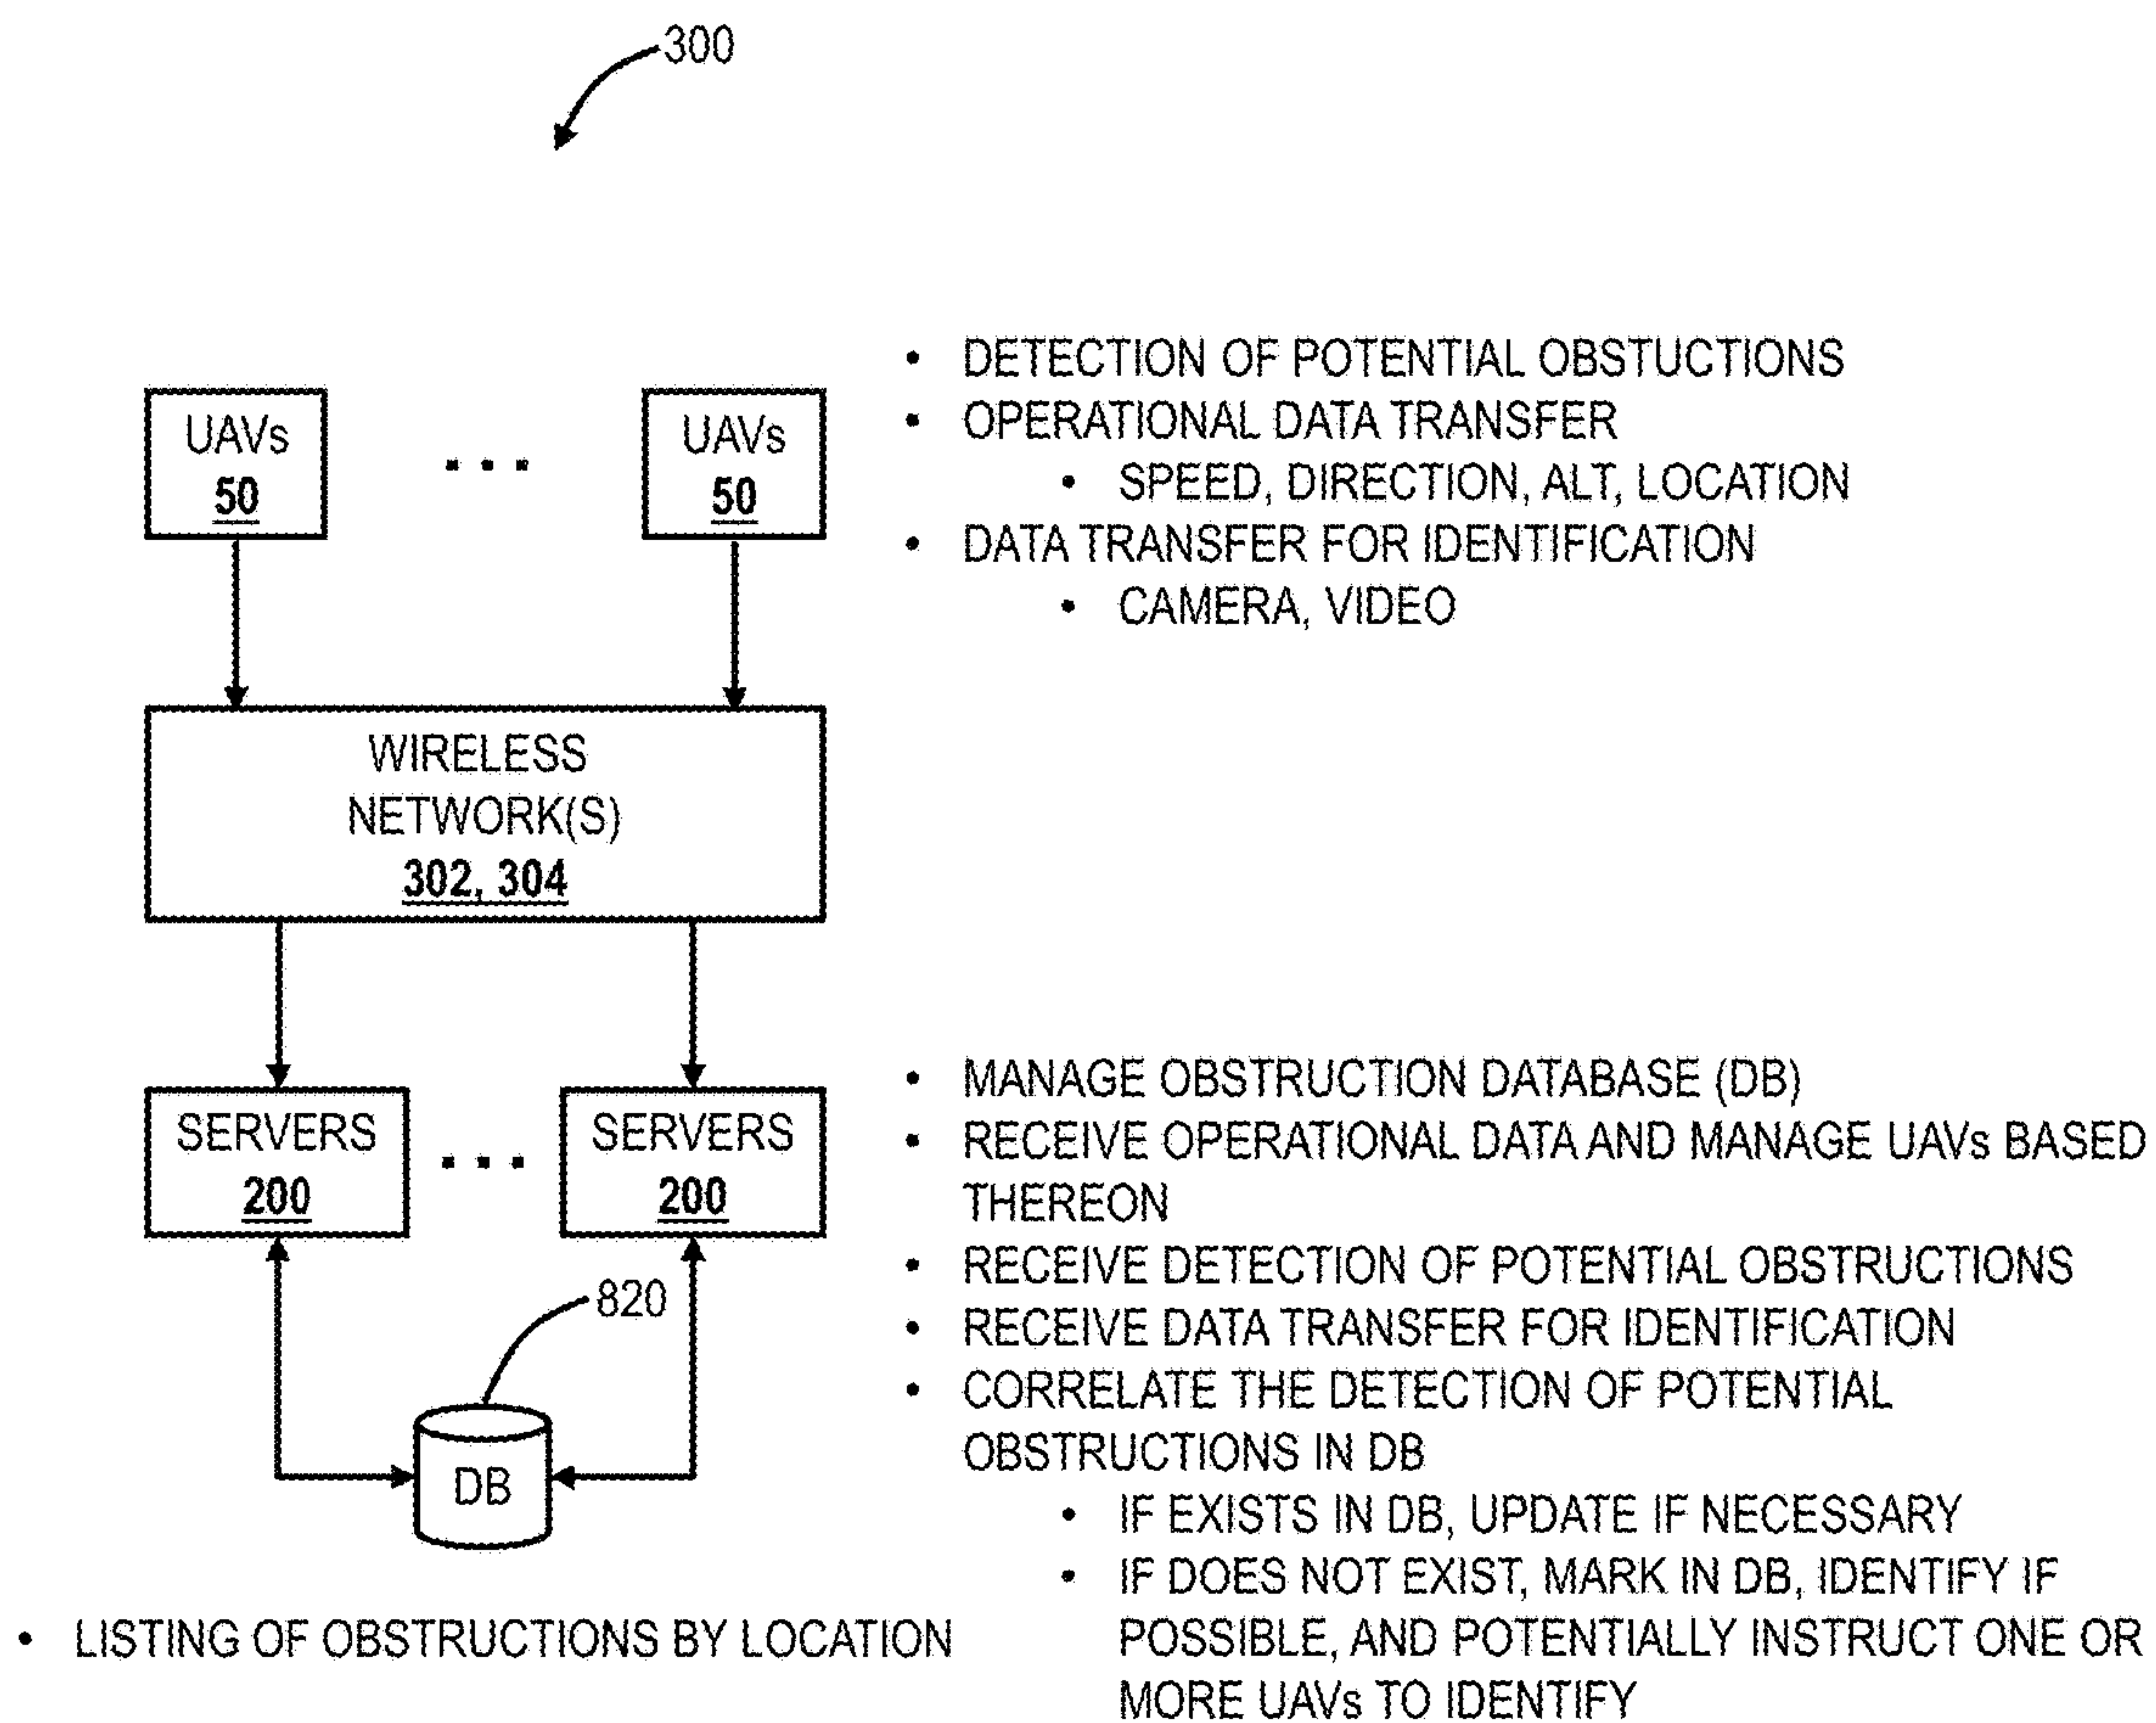 300
UAVs
50
. . .
UAVs
50
• DETECTION OF POTENTIAL OBSTUCTIONS
• OPERATIONAL DATA TRANSFER
• SPEED, DIRECTION, ALT, LOCATION
• DATA TRANSFER FOR IDENTIFICATION
• CAMERA, VIDEO
WIRELESS
NETWORK(S)
302, 304
SERVERS
200
. . .
SERVERS
200
820
DB
• LISTING OF OBSTRUCTIONS BY LOCATION
• MANAGE OBSTRUCTION DATABASE (DB)
• RECEIVE OPERATIONAL DATA AND MANAGE UAVs BASED
THEREON
• RECEIVE DETECTION OF POTENTIAL OBSTRUCTIONS
• RECEIVE DATA TRANSFER FOR IDENTIFICATION
• CORRELATE THE DETECTION OF POTENTIAL
OBSTRUCTIONS IN DB
• IF EXISTS IN DB, UPDATE IF NECESSARY
• IF DOES NOT EXIST, MARK IN DB, IDENTIFY IF
POSSIBLE, AND POTENTIALLY INSTRUCT ONE OR
MORE UAVs TO IDENTIFY